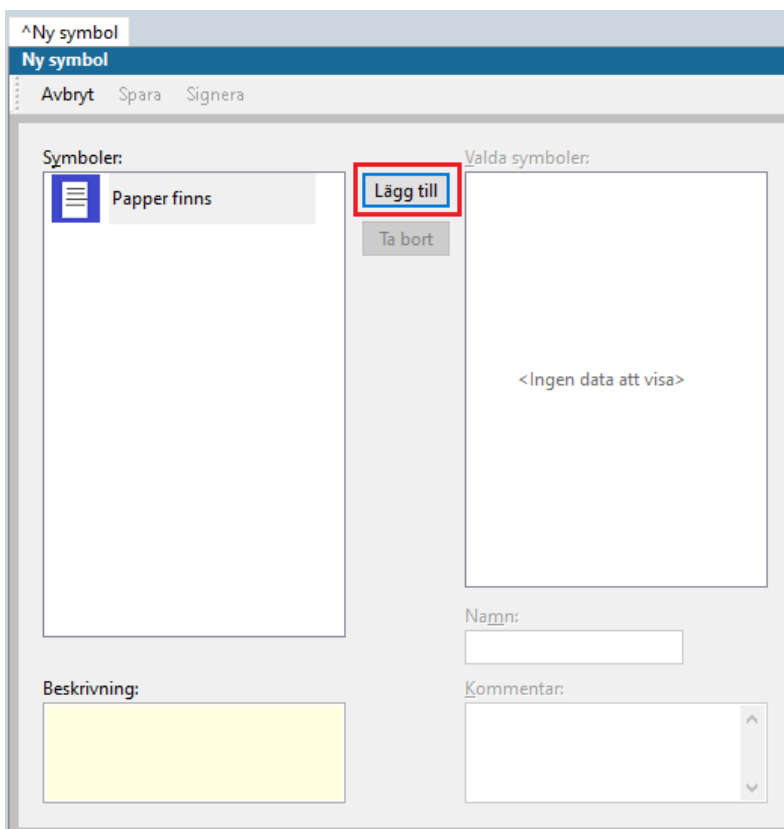 ^Ny symbol
Ny symbol
Avbryt Spara Signera
Symboler:
Papper finns
Lägg till
Ta bort
Valda symboler:
<Ingen data att visa>
Namn:
Beskrivning:
Kommentar: